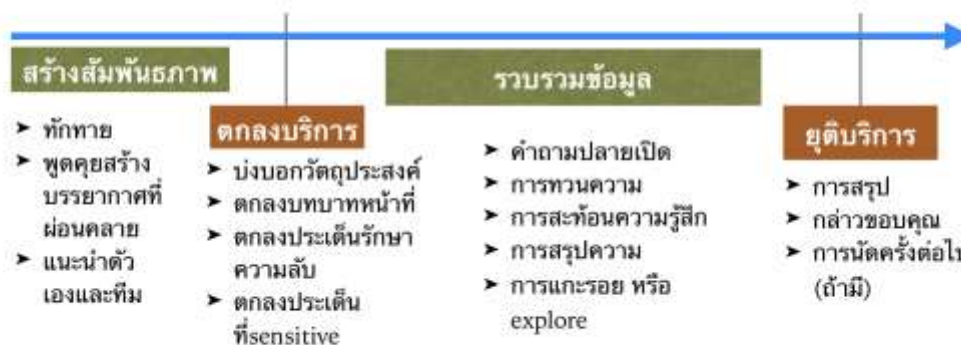 สร้างสัมพันธภาพ
➤ ทักทาย
➤ พูดคุยสร้าง
บรรยากาศที่
ผ่อนคลาย
➤ แนะนำตัว
เองและทีม
ตกลงบริการ
➤ บ่งบอกวัตถุประสงค์
➤ ตกลงบทบาทหน้าที่
➤ ตกลงประเด็นรักษา
ความลับ
➤ ตกลงประเด็น
ที่sensitive
รวบรวมข้อมูล
➤ คำถามปลายเปิด
➤ การทวนความ
➤ การสะท้อนความรู้สึก
➤ การสรุปความ
➤ การแกะรอย หรือ
explore
ยุติบริการ
➤ การสรุป
➤ กล่าวขอบคุณ
➤ การนัดครั้งต่อไป
(ถ้ามี)